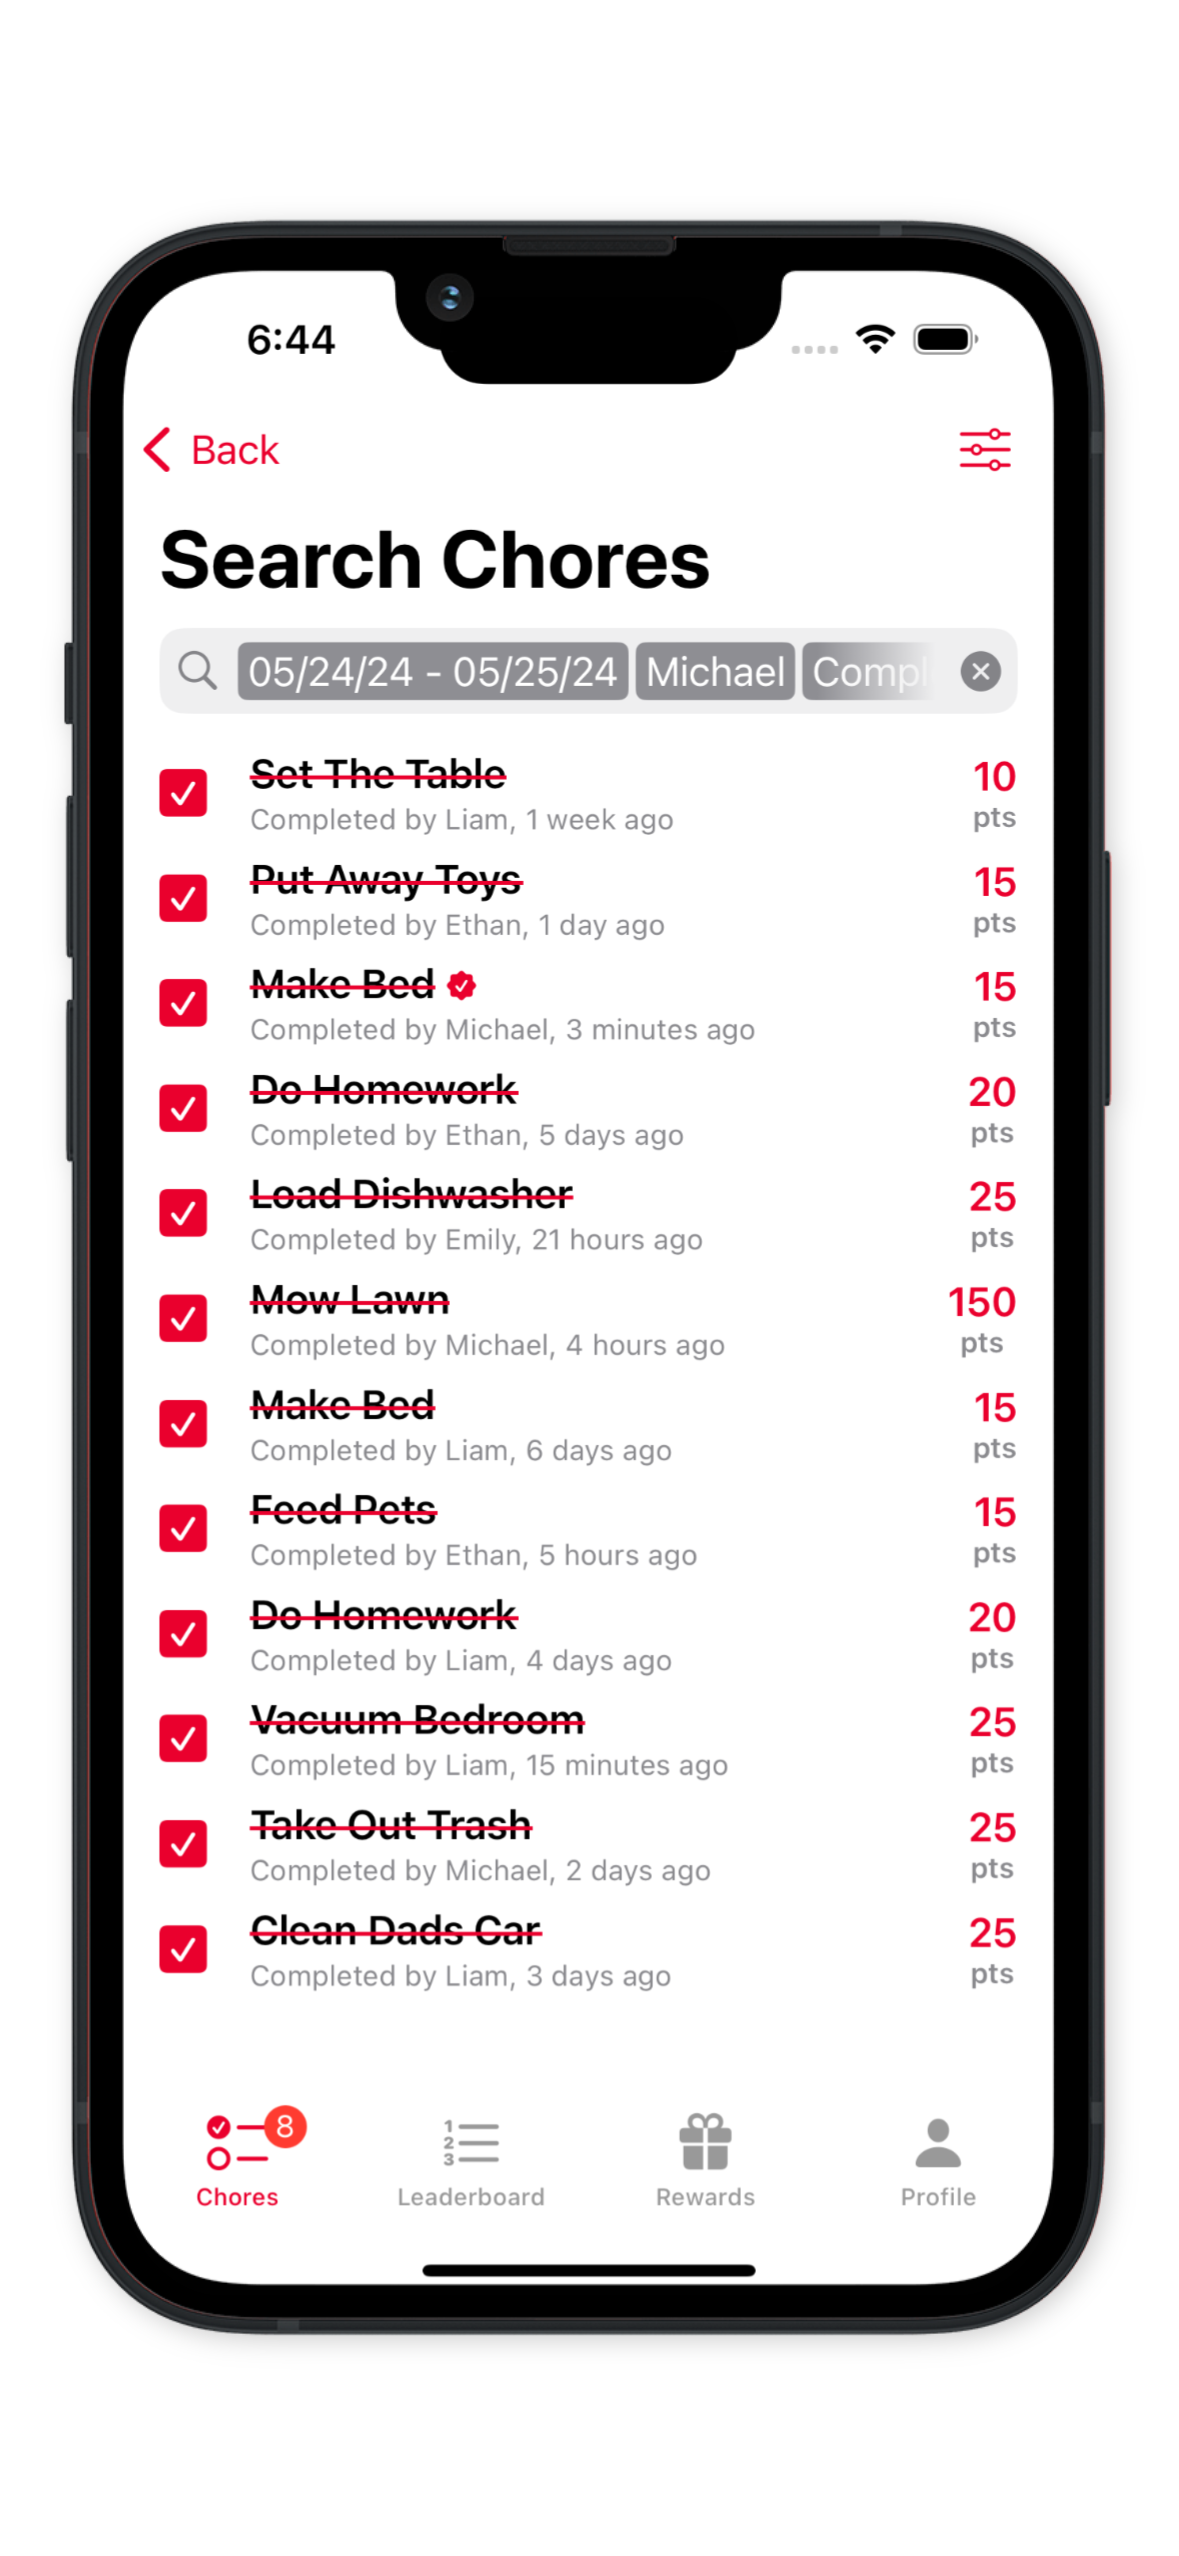 6:44
Back
Search Chores
05/24/24 - 05/25/24 Michael Compl
Set The Table
10
Completed by Liam, 1 week ago
pts
Put Away Toys
15
Completed by Ethan, 1 day ago
pts
Make Bed
15
Completed by Michael, 3 minutes ago
pts
Do Homework
20
Completed by Ethan, 5 days ago
pts
Load Dishwasher
25
Completed by Emily, 21 hours ago
pts
Mow Lawn
150
Completed by Michael, 4 hours ago
pts
Make Bed
15
Completed by Liam, 6 days ago
pts
Feed Pets
15
Completed by Ethan, 5 hours ago
pts
Do Homework
20
Completed by Liam, 4 days ago
pts
Vacuum Bedroom
25
Completed by Liam, 15 minutes ago
pts
Take Out Trash
25
Completed by Michael, 2 days ago
pts
Clean Dads Car
25
Completed by Liam, 3 days ago
pts
8
1
2
3
Chores Leaderboard Rewards Profile